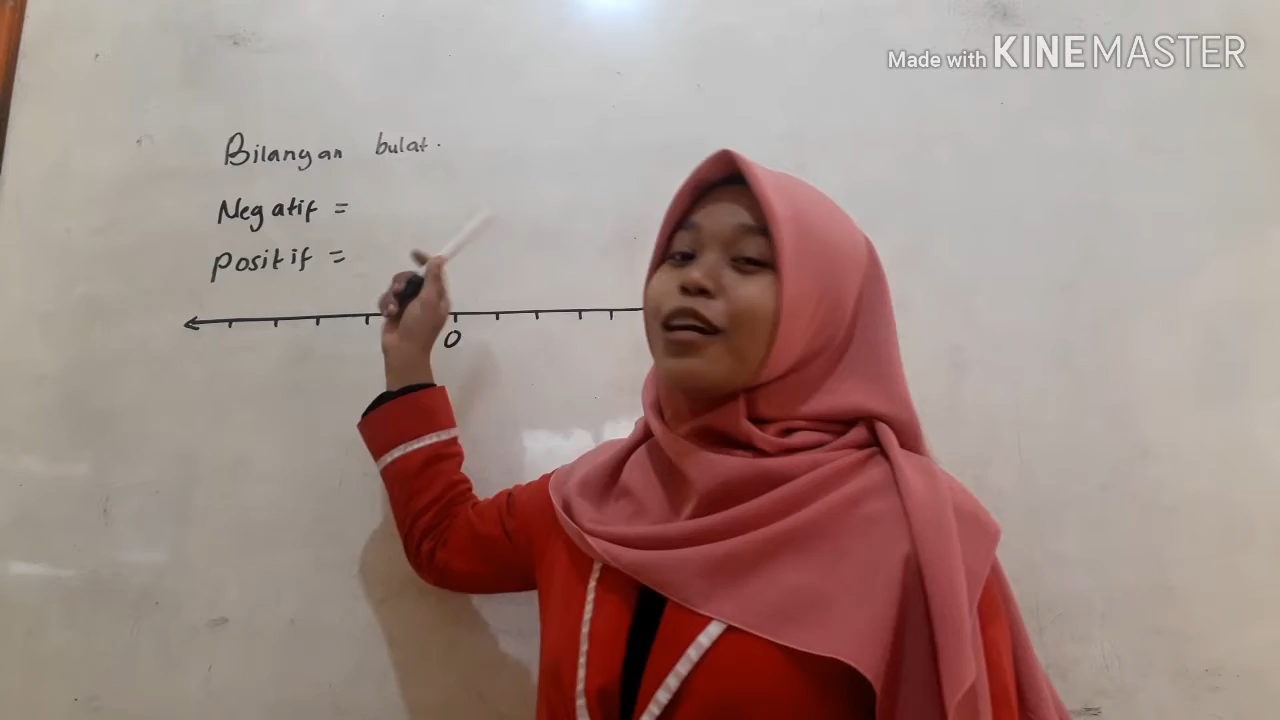 Made with KINEMASTER
Bilangan bulat.
Negatif =
positif =
0